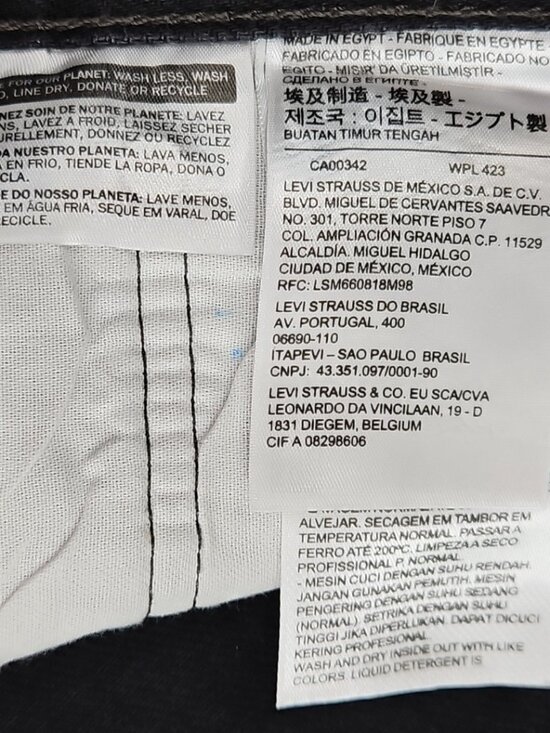 FOR OUR PLANET: WASH LESS, WASH
LINE DRY, DONATE OR RECYCLE
NEZ SOIN DE NOTRE PLANÈTE: LAVEZ
NS, LAVEZ A FROID, LAISSEZ SÉCHER
URELLEMENT, DONNEZ OU RECYCLEZ
DA NUESTRO PLANETA: LAVA MENOS,
A EN FRIO, TIENDE LA ROPA, DONA O
CLA.
E DO NOSSO PLANETA: LAVE MENOS,
EM ÁGUA FRIA, SEQUE EM VARAL, DOE
RECICLE.
MADE IN EGYPT - FABRIQUE EN EGYPTE
FABRICADO EN EGIPTO - FABRICADO NO
EGITO - MISIR'DA ÜRETİLMİŞTİR -
СДЕЛАНО В ЕГИПТЕ -
埃及制造 - 埃及製 -
제조국 : 이집트 - エジプト製
BUATAN TIMUR TENGAH
CA00342 WPL 423
LEVI STRAUSS DE MÉXICO S.A. DE C.V.
BLVD. MIGUEL DE CERVANTES SAAVEDR
NO. 301, TORRE NORTE PISO 7
COL. AMPLIACIÓN GRANADA C.P. 11529
ALCALDÍA. MIGUEL HIDALGO
CIUDAD DE MÉXICO, MÉXICO
RFC: LSM660818M98
LEVI STRAUSS DO BRASIL
AV. PORTUGAL, 400
06690-110
ITAPEVI – SAO PAULO BRASIL
CNPJ: 43.351.097/0001-90
LEVI STRAUSS & CO. EU SCA/CVA
LEONARDO DA VINCILAAN, 19 - D
1831 DIEGEM, BELGIUM
CIF A 08298606
ALVEJAR. SECAGEM EM TAMBOR EM
TEMPERATURA NORMAL. PASSAR A
FERRO ATÉ 200ºC. LIMPEZA A SECO
PROFISSIONAL P. NORMAL
- MESIN CUCI DENGAN SUHU RENDAH.
JANGAN GUNAKAN PEMUTIH. MESIN
PENGERING DENGAN SUHU SEDANG
(NORMAL). SETRIKA DENGAN SUHU
TINGGI JIKA DIPERLUKAN. DAPAT DICUCI
KERING PROFESIONAL.
WASH AND DRY INSIDE OUT WITH LIKE
COLORS. LIQUID DETERGENT IS